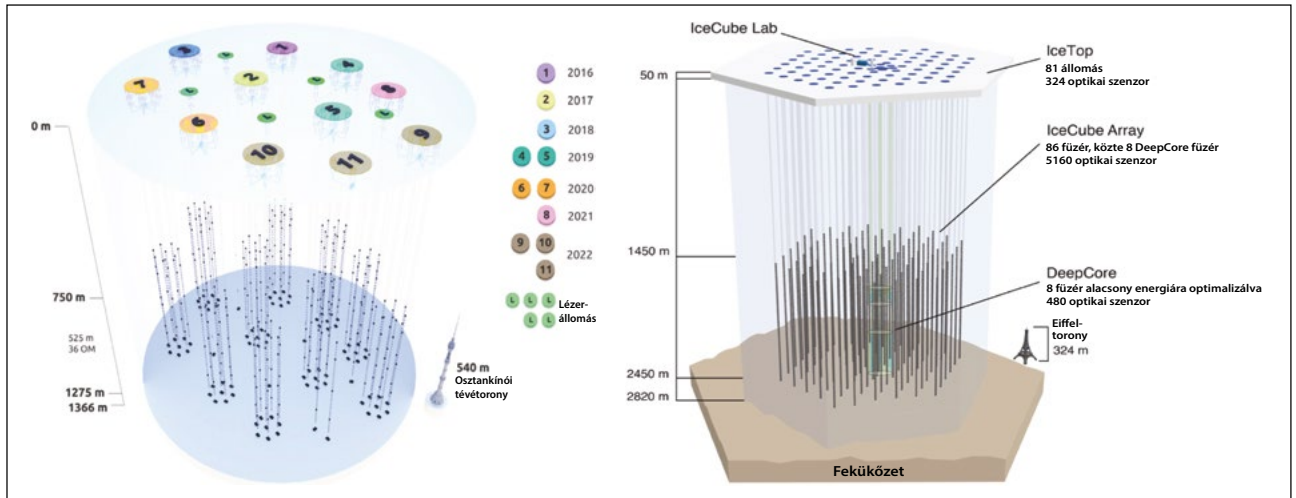 3
L
1
7
L
2
L
4
8
6
L
5
L
9
10
11
0 m
750 m
525 m
36 OM
1275 m
1366 m
540 m
Osztankínói
tévétorony
1 2016
2 2017
3 2018
4 5 2019
6 7 2020
8 2021
9 10
2022
11
L L L
L L
Lézer-
állomás
IceCube Lab
50 m
IceTop
81 állomás
324 optikai szenzor
IceCube Array
86 füzér, közte 8 DeepCore füzér
5160 optikai szenzor
1450 m
DeepCore
8 füzér alacsony energiára optimalizálva
480 optikai szenzor
Eiffel-
torony
324 m
2450 m
2820 m
Fekükőzet